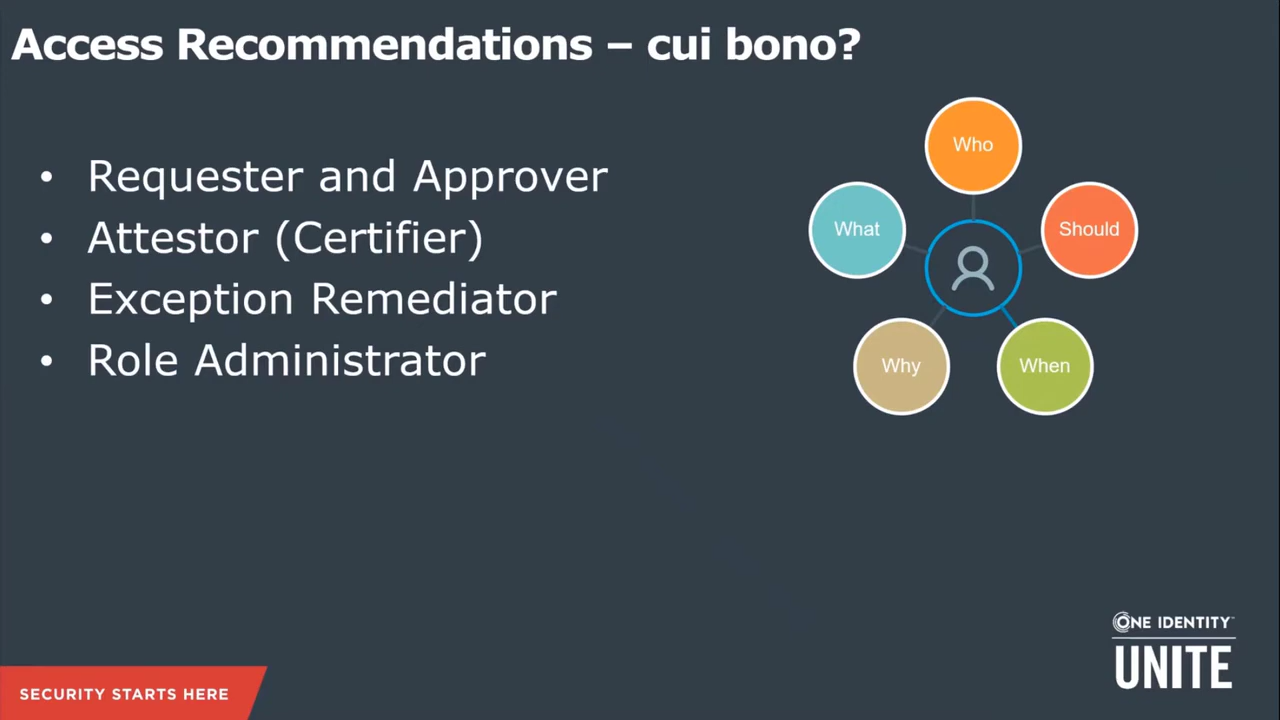 Access Recommendations – cui bono?
• Requester and Approver
• Attestor (Certifier)
• Exception Remediator
• Role Administrator
Who
What
Should
Why
When
ONE IDENTITY™
UNITE
SECURITY STARTS HERE